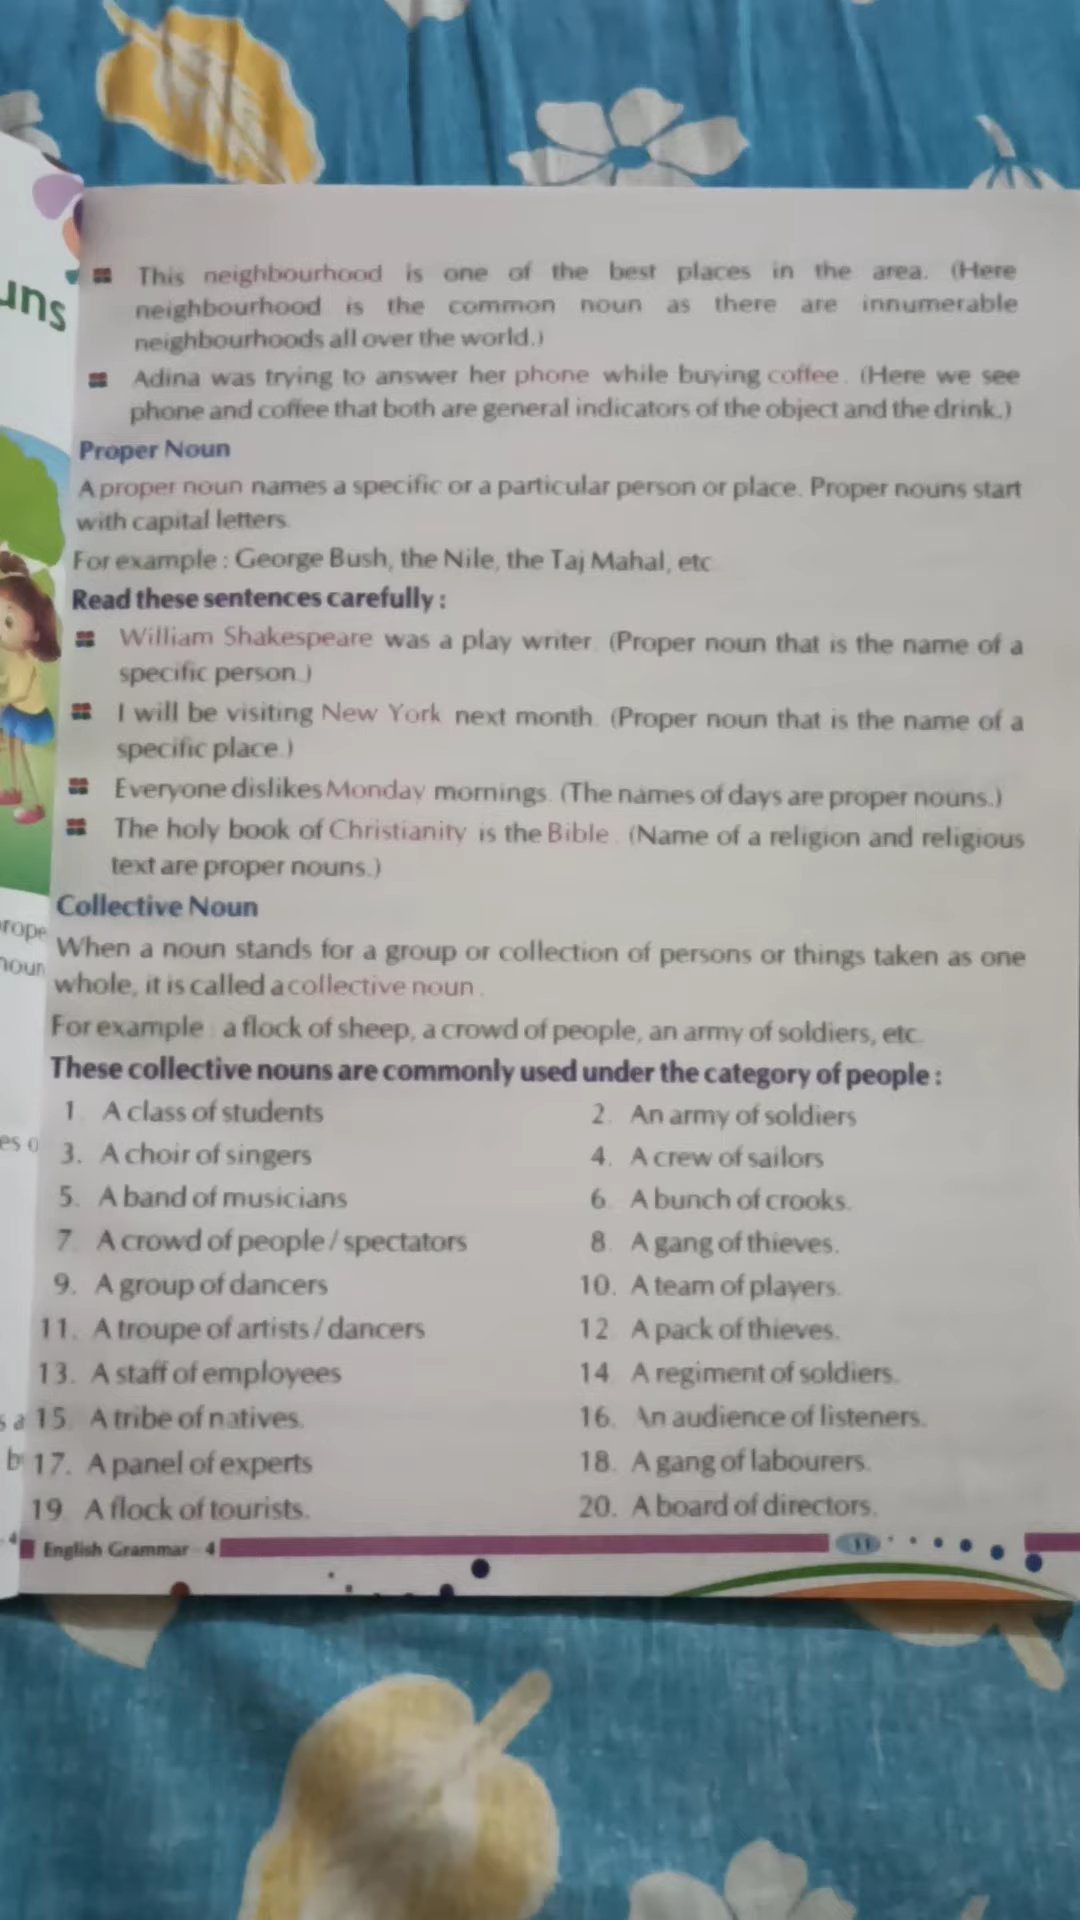 uns
This neighbourhood is one of the best places in the area. (Here
neighbourhood is the common noun as there are innumerable
neighbourhoods all over the world.)
Adina was trying to answer her phone while buying coffee. (Here we see
phone and coffee that both are general indicators of the object and the drink.)
Proper Noun
A proper noun names a specific or a particular person or place. Proper nouns start
with capital letters.
For example : George Bush, the Nile, the Taj Mahal, etc.
Read these sentences carefully :
William Shakespeare was a play writer. (Proper noun that is the name of a
specific person.)
I will be visiting New York next month. (Proper noun that is the name of a
specific place.)
Everyone dislikes Monday mornings. (The names of days are proper nouns.)
The holy book of Christianity is the Bible. (Name of a religion and religious
text are proper nouns.)
Collective Noun
When a noun stands for a group or collection of persons or things taken as one
whole, it is called a collective noun.
For example : a flock of sheep, a crowd of people, an army of soldiers, etc.
These collective nouns are commonly used under the category of people :
1. A class of students
2. An army of soldiers
3. A choir of singers
4. A crew of sailors
5. A band of musicians
6. A bunch of crooks.
7. A crowd of people / spectators
8. A gang of thieves.
9. A group of dancers
10. A team of players.
11. A troupe of artists / dancers
12. A pack of thieves.
13. A staff of employees
14. A regiment of soldiers.
15. A tribe of natives.
16. An audience of listeners.
17. A panel of experts
18. A gang of labourers.
19. A flock of tourists.
20. A board of directors.
English Grammar - 4
11